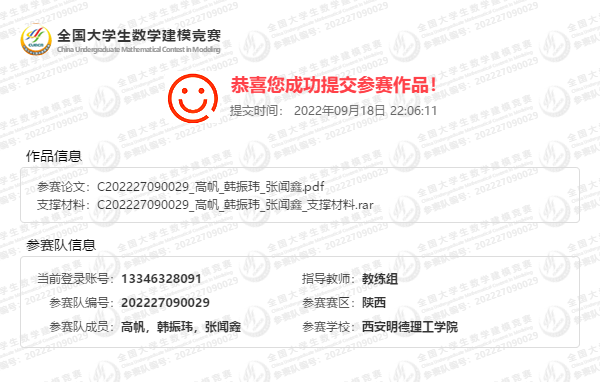 全国大学生数学建模竞赛
China Undergraduate Mathematical Contest in Modeling
恭喜您成功提交参赛作品！
提交时间： 2022年09月18日 22:06:11
作品信息
参赛论文：C202227090029_高帆_韩振玮_张闻鑫.pdf
支撑材料：C202227090029_高帆_韩振玮_张闻鑫_支撑材料.rar
参赛队信息
当前登录账号：13346328091 指导教师：教练组
参赛队编号：202227090029 参赛赛区：陕西
参赛队成员：高帆，韩振玮，张闻鑫 参赛学校：西安明德理工学院